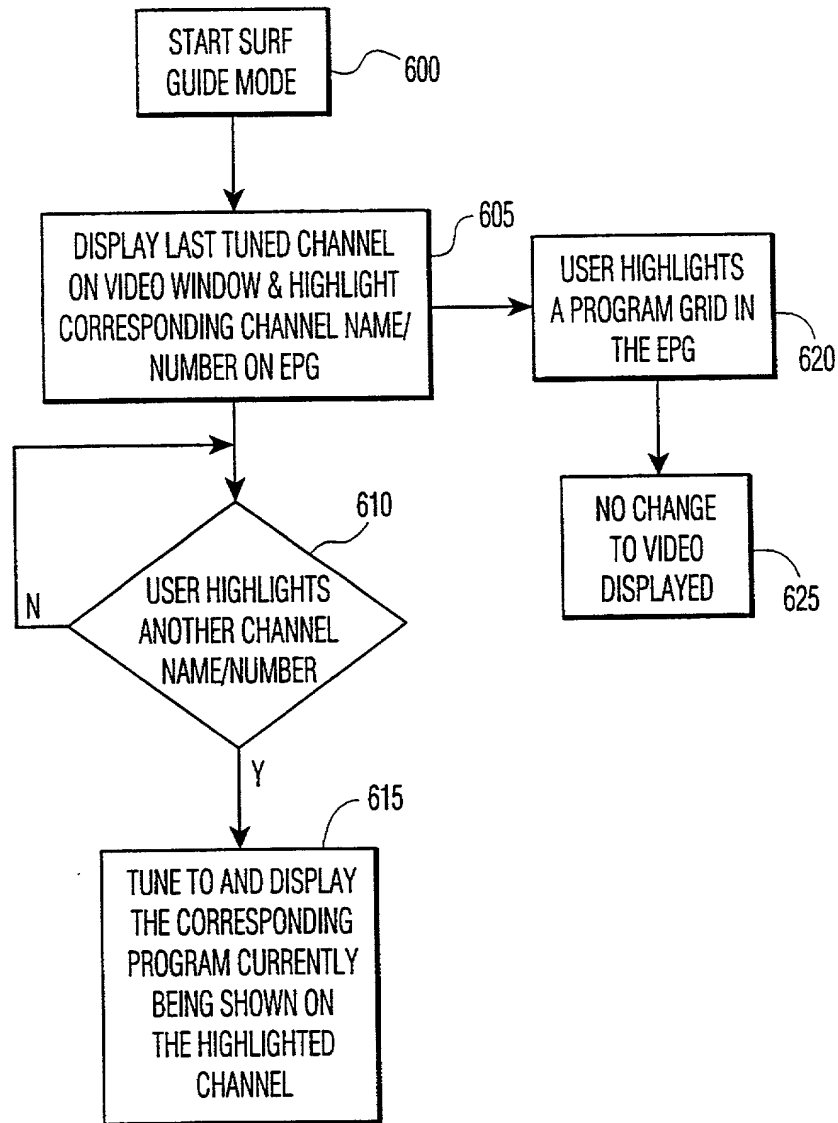 START SURF
GUIDE MODE
600
605
DISPLAY LAST TUNED CHANNEL
ON VIDEO WINDOW & HIGHLIGHT
CORRESPONDING CHANNEL NAME/
NUMBER ON EPG
USER HIGHLIGHTS
A PROGRAM GRID IN
THE EPG
620
610
USER HIGHLIGHTS
ANOTHER CHANNEL
NAME/NUMBER
N
NO CHANGE
TO VIDEO
DISPLAYED
625
Y
615
TUNE TO AND DISPLAY
THE CORRESPONDING
PROGRAM CURRENTLY
BEING SHOWN ON
THE HIGHLIGHTED
CHANNEL